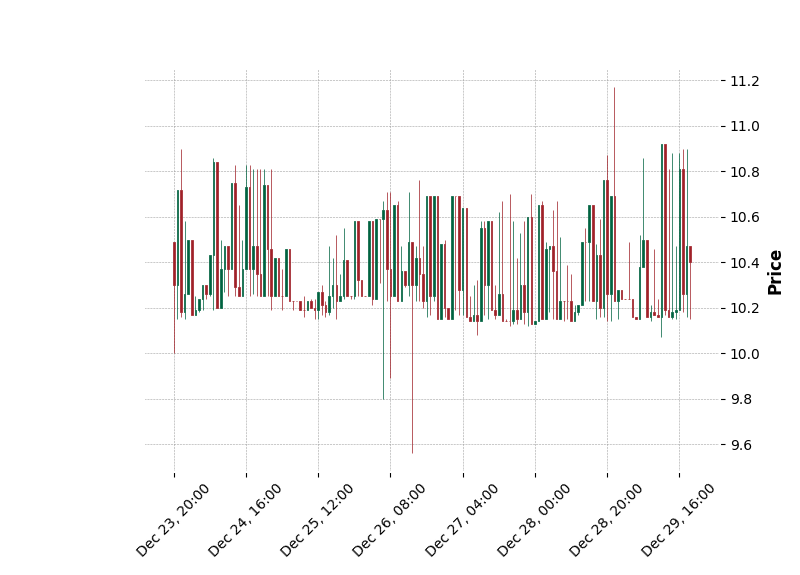 11.2
11.0
10.8
10.6
10.4
10.2
10.0
9.8
9.6
Price
Dec 23, 20:00
Dec 24, 16:00
Dec 25, 12:00
Dec 26, 08:00
Dec 27, 04:00
Dec 28, 00:00
Dec 28, 20:00
Dec 29, 16:00